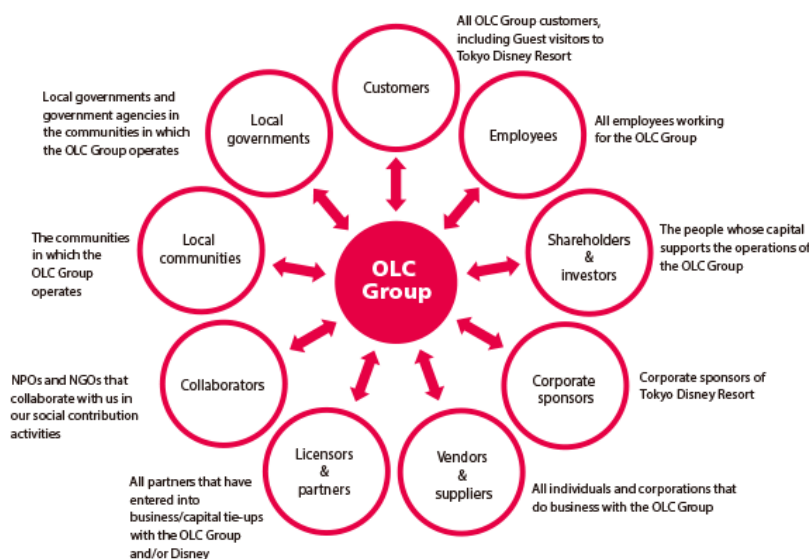 All OLC Group customers,
including Guest visitors to
Tokyo Disney Resort
Customers
Employees
All employees working
for the OLC Group
Shareholders
&
investors
The people whose capital
supports the operations of
the OLC Group
Corporate
sponsors
Corporate sponsors of
Tokyo Disney Resort
Vendors
&
suppliers
All individuals and corporations that
do business with the OLC Group
Licensors
&
partners
All partners that have
entered into
business/capital tie-ups
with the OLC Group
and/or Disney
Collaborators
NPOs and NGOs that
collaborate with us in
our social contribution
activities
Local
communities
The communities
in which the
OLC Group
operates
Local
governments
Local governments and
government agencies in
the communities in which
the OLC Group operates
OLC
Group